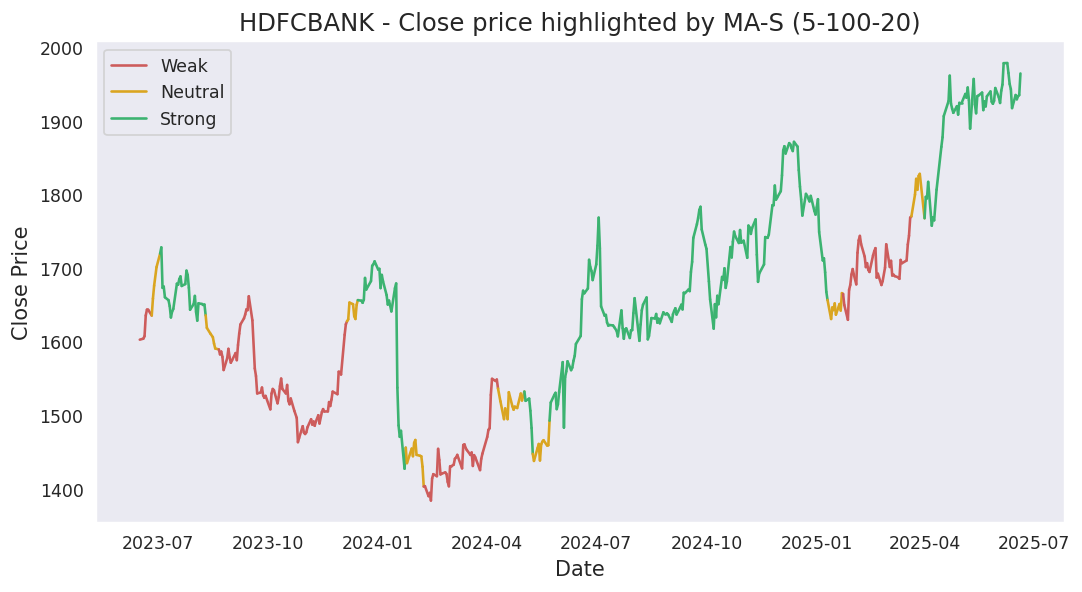 HDFCBANK - Close price highlighted by MA-S (5-100-20)
Weak
Neutral
Strong
Close Price
2000
1900
1800
1700
1600
1500
1400
2023-07 2023-10 2024-01 2024-04 2024-07 2024-10 2025-01 2025-04 2025-07
Date